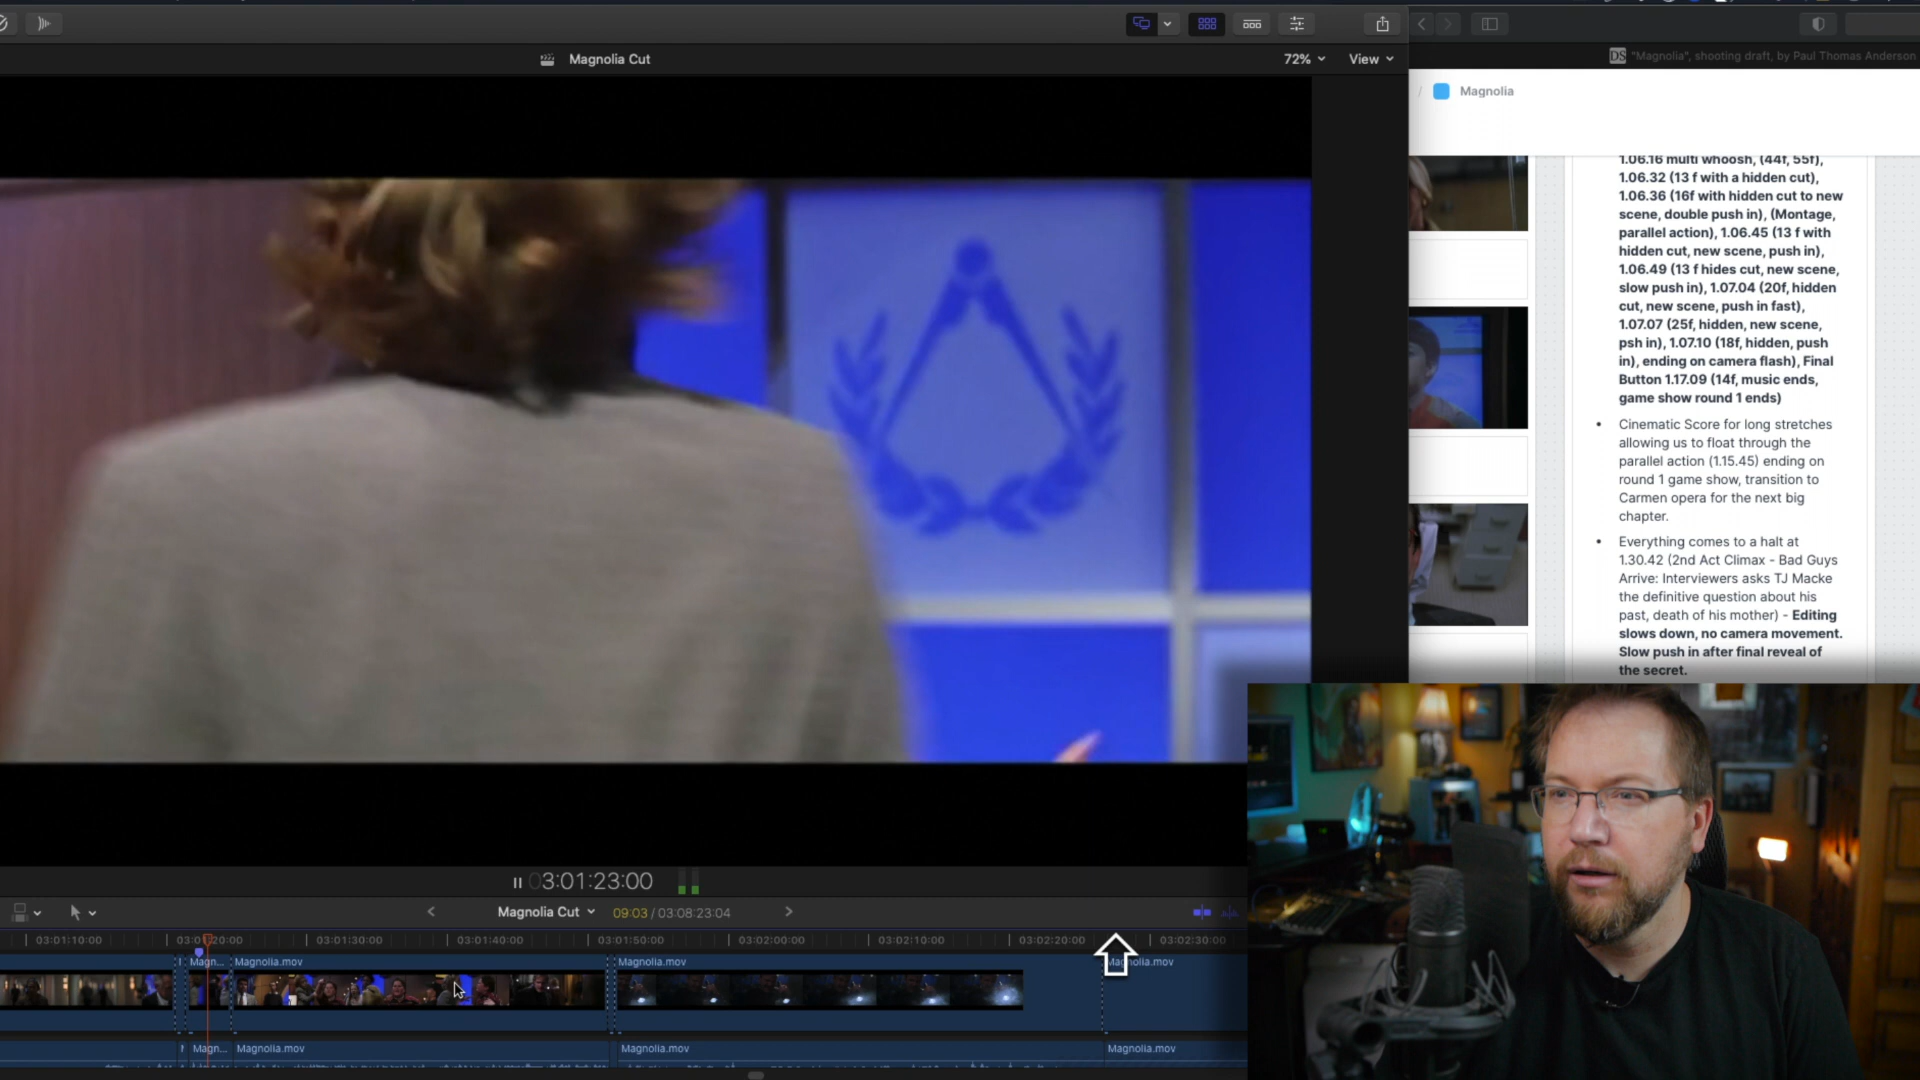 Magnolia Cut
72%
View
DS "Magnolia", shooting draft, by Paul Thomas Anderson
/ Magnolia
1.06.16 multi whoosh, (44f, 55f),
1.06.32 (13 f with a hidden cut),
1.06.36 (16f with hidden cut to new
scene, double push in), (Montage,
parallel action), 1.06.45 (13 f with
hidden cut, new scene, push in),
1.06.49 (13 f hides cut, new scene,
slow push in), 1.07.04 (20f, hidden
cut, new scene, push in fast),
1.07.07 (25f, hidden, new scene,
psh in), 1.07.10 (18f, hidden, push
in), ending on camera flash), Final
Button 1.17.09 (14f, music ends,
game show round 1 ends)
• Cinematic Score for long stretches
allowing us to float through the
parallel action (1.15.45) ending on
round 1 game show, transition to
Carmen opera for the next big
chapter.
• Everything comes to a halt at
1.30.42 (2nd Act Climax - Bad Guys
Arrive: Interviewers asks TJ Macke
the definitive question about his
past, death of his mother) - Editing
slows down, no camera movement.
Slow push in after final reveal of
the secret.
03:01:23:00
Magnolia Cut
09:03 / 03:08:23:04
03:01:10:00
03:01:20:00
03:01:30:00
03:01:40:00
03:01:50:00
03:02:00:00
03:02:10:00
03:02:20:00
03:02:30:00
Magn...
Magnolia.mov
Magnolia.mov
Magnolia.mov
Magn...
Magnolia.mov
Magnolia.mov
Magnolia.mov